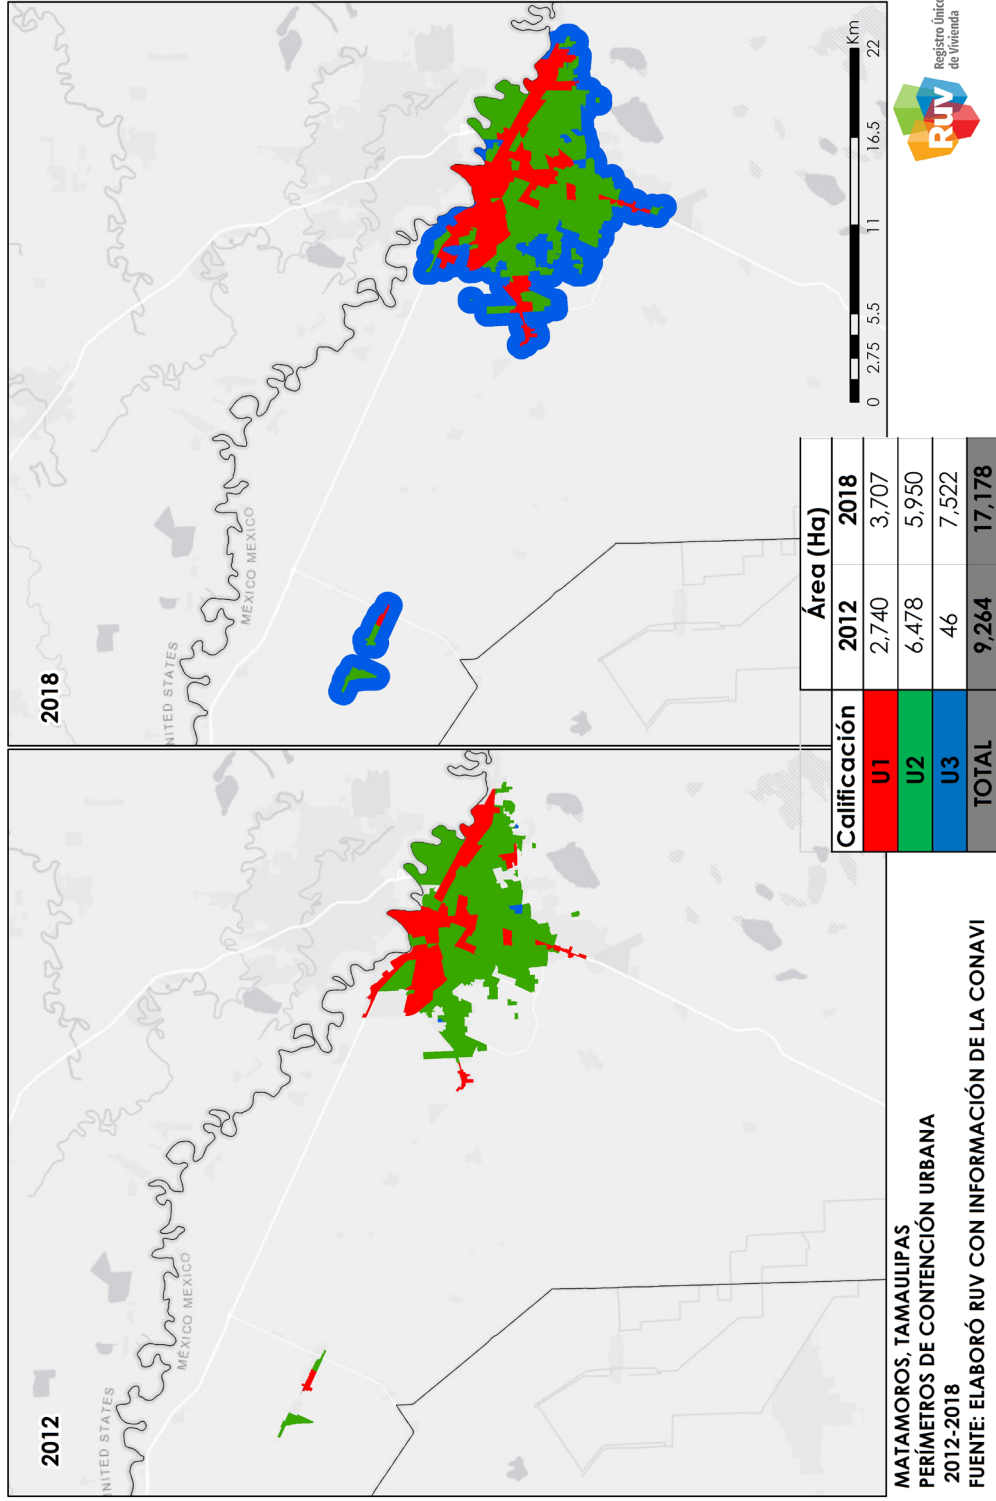 2012
UNITED STATES
MÉXICO MEXICO
2018
NITED STATES
MÉXICO MEXICO
0 2.75 5.5 11 16.5 22
Km
MATAMOROS, TAMAULIPAS
PERÍMETROS DE CONTENCIÓN URBANA
2012-2018
FUENTE: ELABORÓ RUV CON INFORMACIÓN DE LA CONAVI
Área (Ha)
Calificación 2012 2018
U1 2,740 3,707
U2 6,478 5,950
U3 46 7,522
TOTAL 9,264 17,178
Ruv
Registro Único
de Vivienda